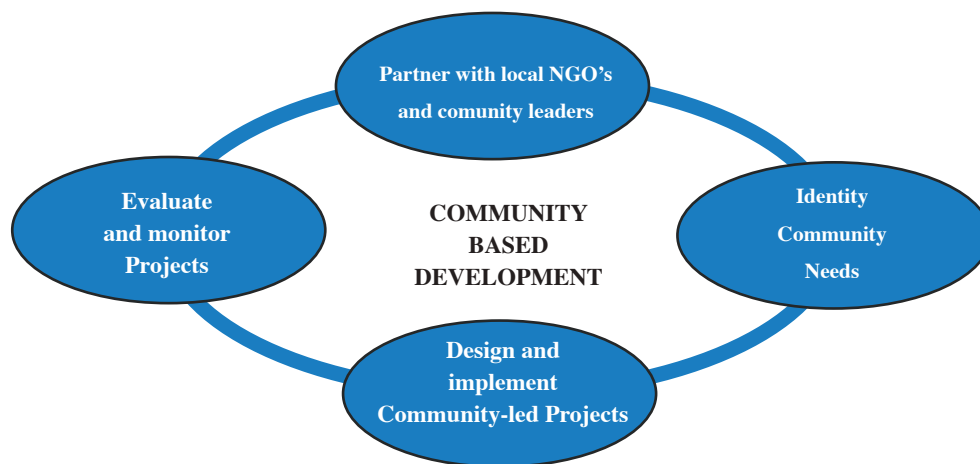 Partner with local NGO's
and comunity leaders
Identity
Community
Needs
COMMUNITY
BASED
DEVELOPMENT
Evaluate
and monitor
Projects
Design and
implement
Community-led Projects